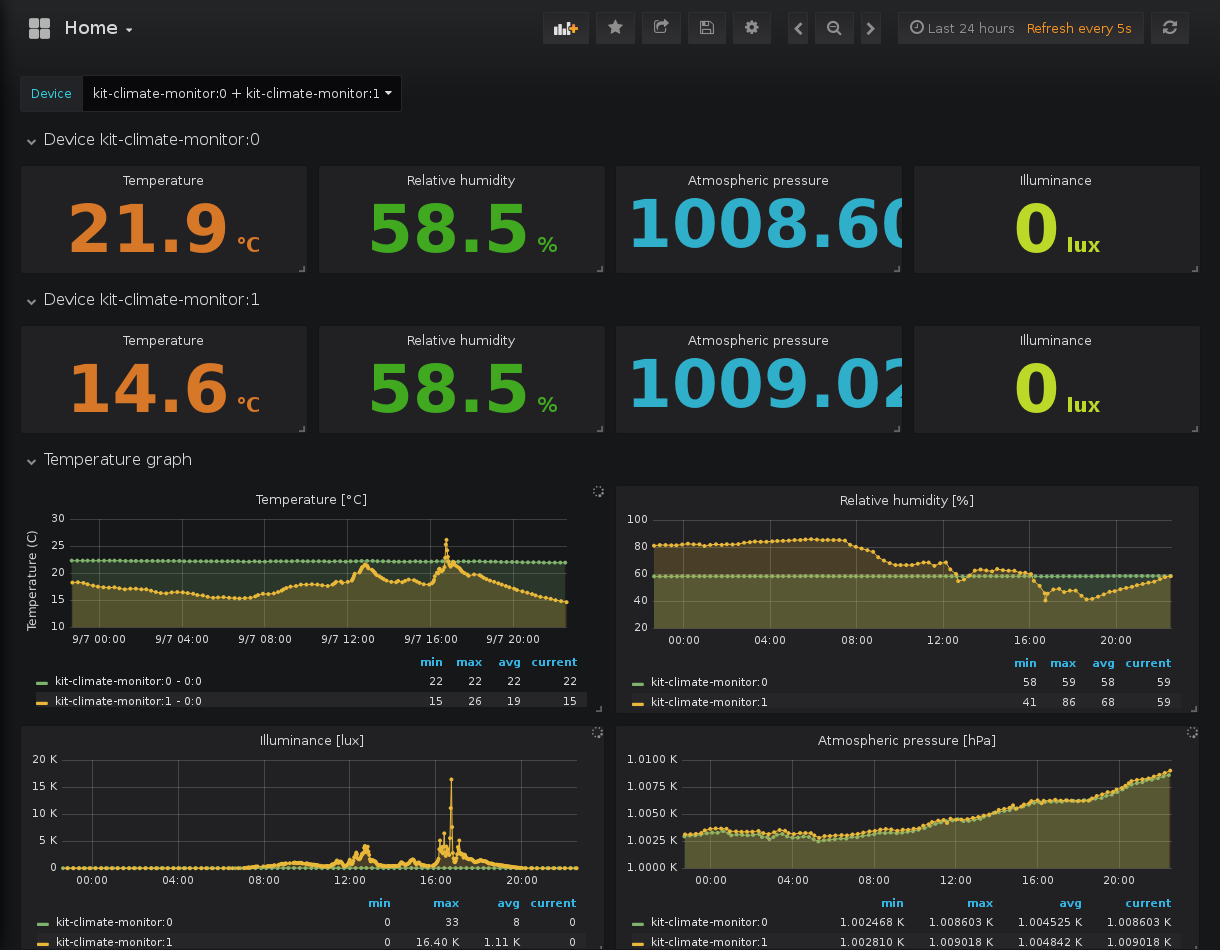 Home
Last 24 hours Refresh every 5s
Device kit-climate-monitor:0 + kit-climate-monitor:1
Device kit-climate-monitor:0
Temperature Relative humidity Atmospheric pressure Illuminance
21.9 °C 58.5 % 1008.60 0 lux
Device kit-climate-monitor:1
Temperature Relative humidity Atmospheric pressure Illuminance
14.6 °C 58.5 % 1009.02 0 lux
Temperature graph
Temperature [°C]
Temperature (C)
30
25
20
15
10
9/7 00:00 9/7 04:00 9/7 08:00 9/7 12:00 9/7 16:00 9/7 20:00
min max avg current
kit-climate-monitor:0 - 0:0 22 22 22 22
kit-climate-monitor:1 - 0:0 15 26 19 15
Relative humidity [%]
100
80
60
40
20
00:00 04:00 08:00 12:00 16:00 20:00
min max avg current
kit-climate-monitor:0 58 59 58 59
kit-climate-monitor:1 41 86 68 59
Illuminance [lux]
20 K
15 K
10 K
5 K
0
00:00 04:00 08:00 12:00 16:00 20:00
min max avg current
kit-climate-monitor:0 0 33 8 0
kit-climate-monitor:1 0 16.40 K 1.11 K 0
Atmospheric pressure [hPa]
1.0100 K
1.0075 K
1.0050 K
1.0025 K
1.0000 K
00:00 04:00 08:00 12:00 16:00 20:00
min max avg current
kit-climate-monitor:0 1.002468 K 1.008603 K 1.004525 K 1.008603 K
kit-climate-monitor:1 1.002810 K 1.009018 K 1.004842 K 1.009018 K